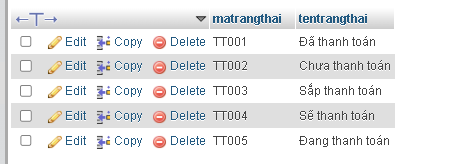 matrangthai tentrangthai
Edit Copy Delete TT001 Đã thanh toán
Edit Copy Delete TT002 Chưa thanh toán
Edit Copy Delete TT003 Sắp thanh toán
Edit Copy Delete TT004 Sẽ thanh toán
Edit Copy Delete TT005 Đang thanh toán